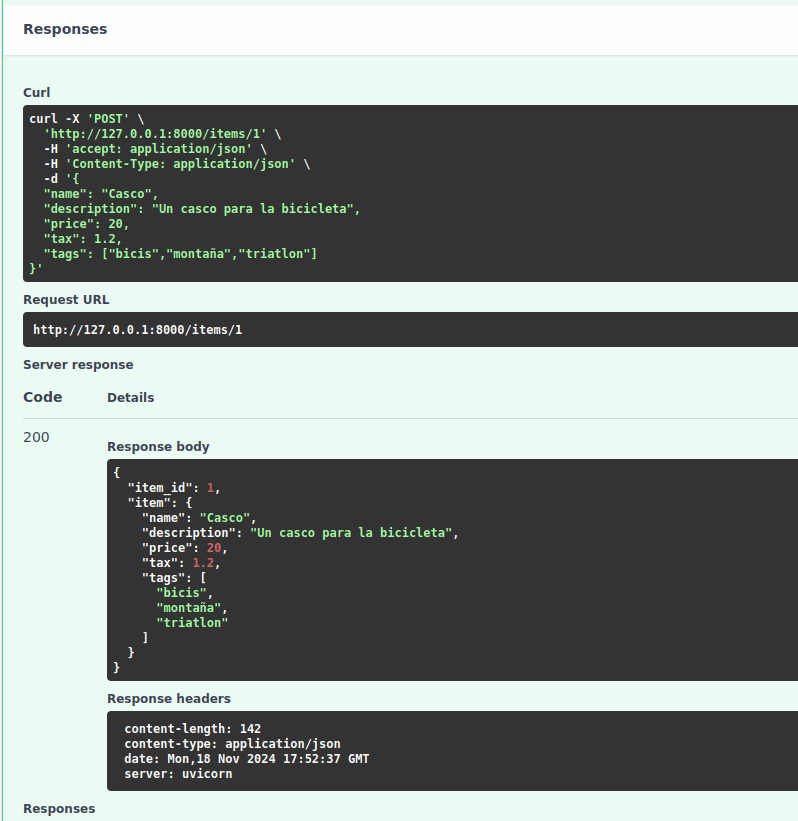 Responses
Curl
curl -X 'POST' \
  'http://127.0.0.1:8000/items/1' \
  -H 'accept: application/json' \
  -H 'Content-Type: application/json' \
  -d '{
  "name": "Casco",
  "description": "Un casco para la bicicleta",
  "price": 20,
  "tax": 1.2,
  "tags": ["bicis","montaña","triatlon"]
}'
Request URL
http://127.0.0.1:8000/items/1
Server response
Code Details
200
Response body
{
  "item_id": 1,
  "item": {
    "name": "Casco",
    "description": "Un casco para la bicicleta",
    "price": 20,
    "tax": 1.2,
    "tags": [
      "bicis",
      "montaña",
      "triatlon"
    ]
  }
}
Response headers
content-length: 142
content-type: application/json
date: Mon,18 Nov 2024 17:52:37 GMT
server: uvicorn
Responses